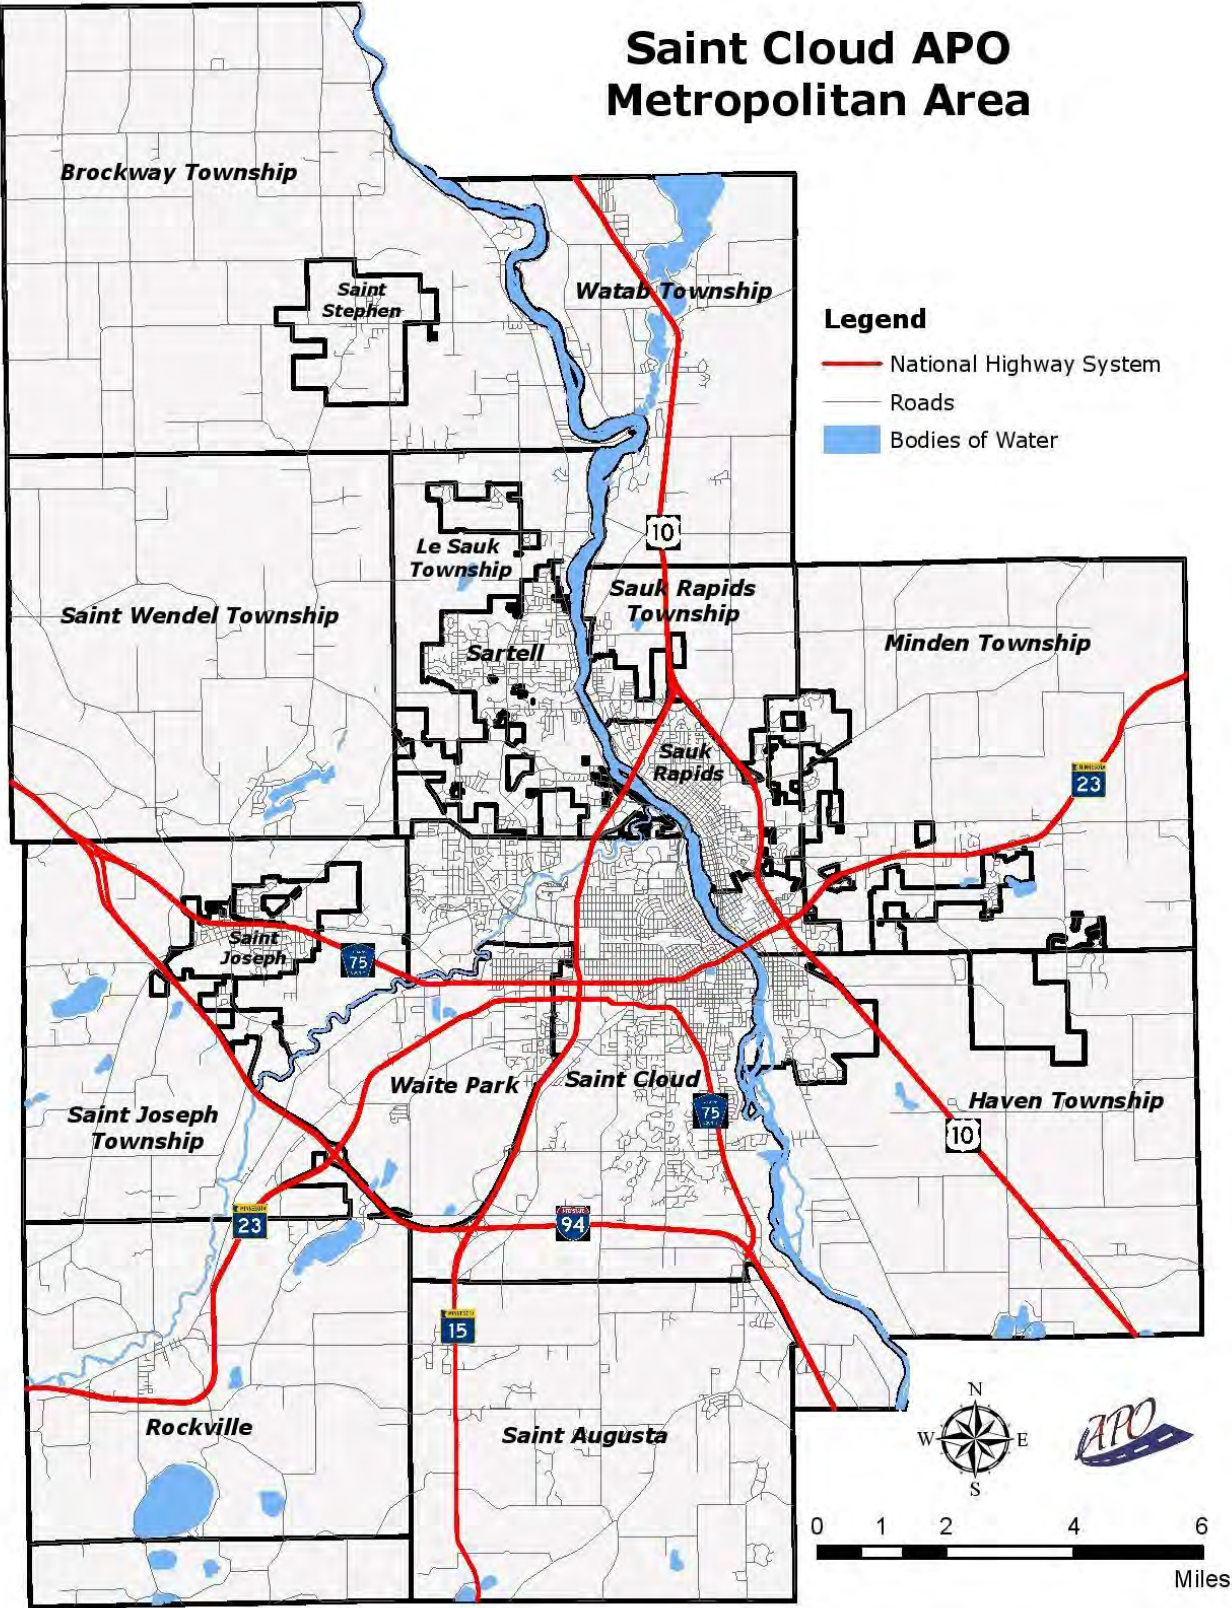 Saint Cloud APO
Metropolitan Area
Brockway Township
Saint
Stephen
Watab Township
Legend
National Highway System
Roads
Bodies of Water
10
Le Sauk
Township
Sauk Rapids
Township
Saint Wendel Township
Sartell
Minden Township
Sauk
Rapids
23
Saint
Joseph
75
Waite Park
Saint Cloud
Saint Joseph
Township
75
Haven Township
10
23
94
15
Rockville
Saint Augusta
N
W
E
S
APO
0 1 2 4 6
Miles